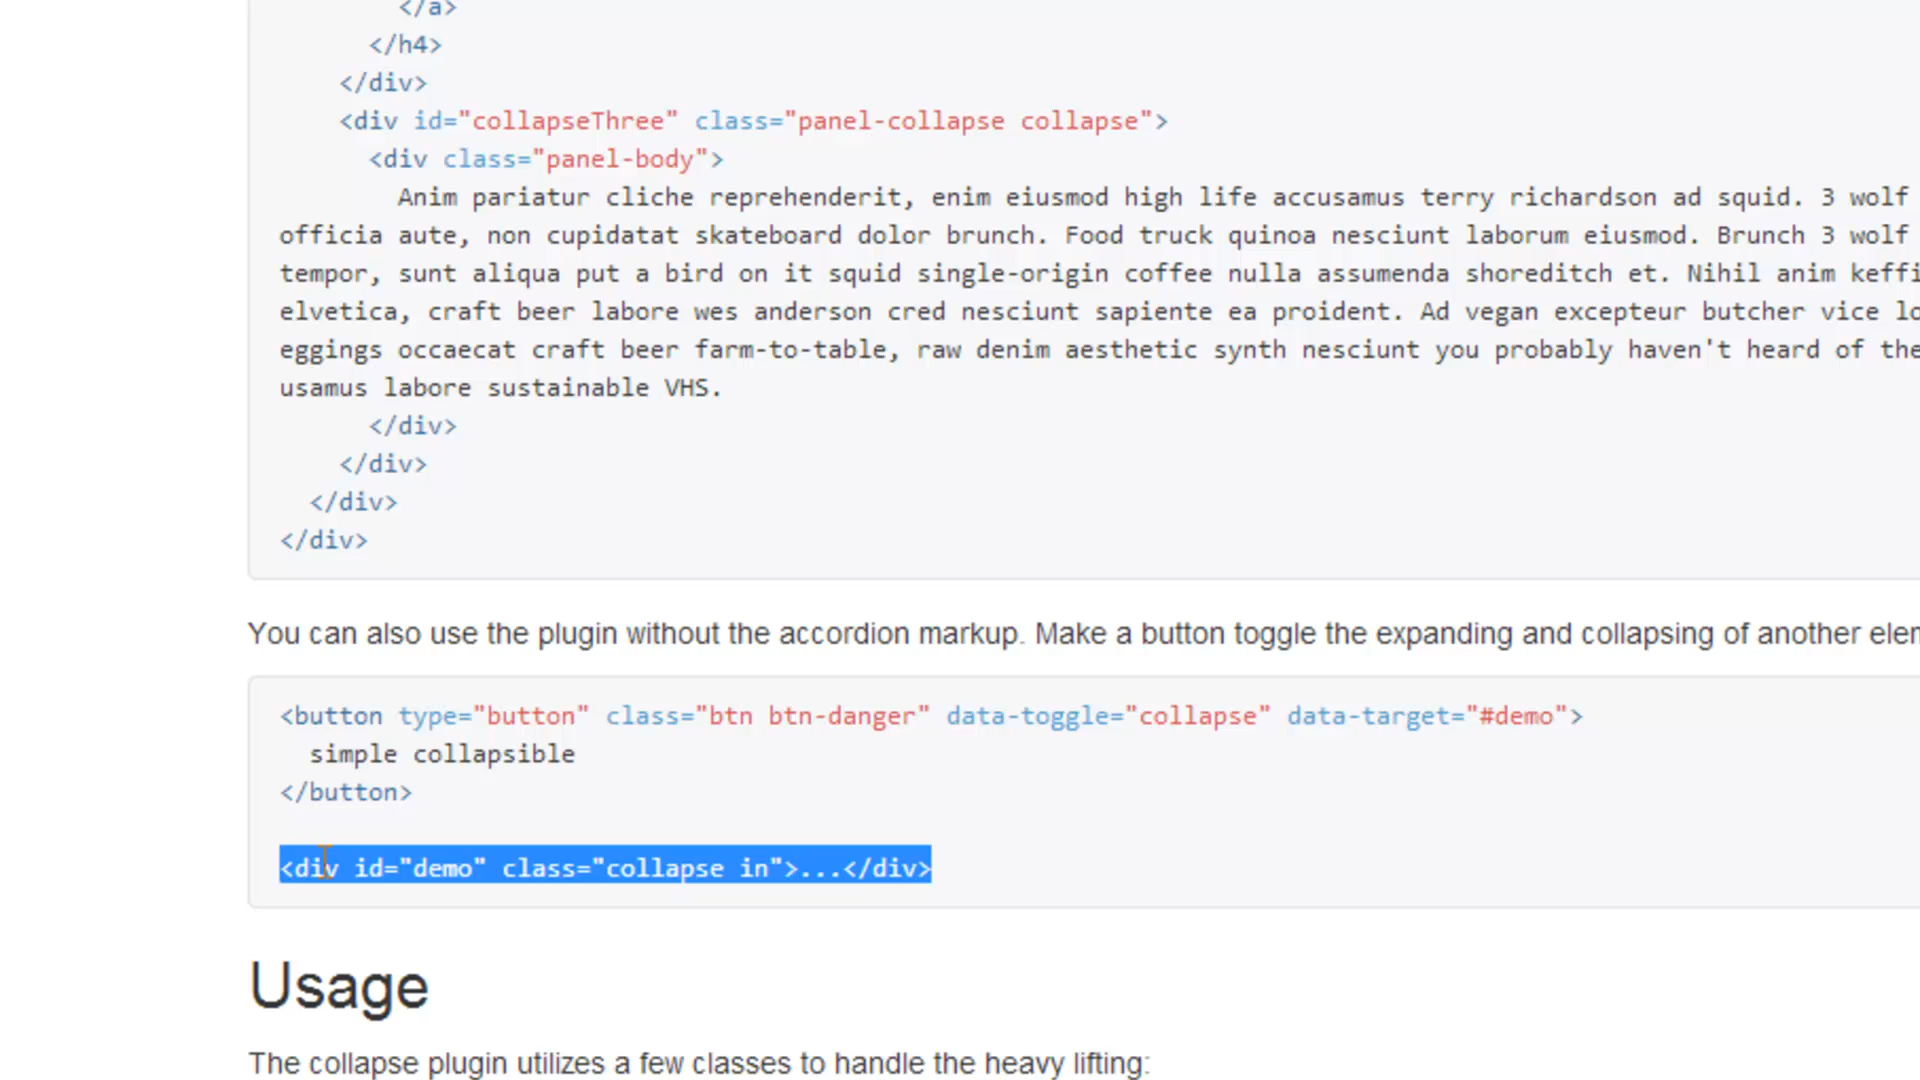 </a>
</h4>
</div>
<div id="collapseThree" class="panel-collapse collapse">
<div class="panel-body">
Anim pariatur cliche reprehenderit, enim eiusmod high life accusamus terry richardson ad squid. 3 wolf
officia aute, non cupidatat skateboard dolor brunch. Food truck quinoa nesciunt laborum eiusmod. Brunch 3 wolf
tempor, sunt aliqua put a bird on it squid single-origin coffee nulla assumenda shoreditch et. Nihil anim keffi
elvetica, craft beer labore wes anderson cred nesciunt sapiente ea proident. Ad vegan excepteur butcher vice lo
eggings occaecat craft beer farm-to-table, raw denim aesthetic synth nesciunt you probably haven't heard of the
usamus labore sustainable VHS.
</div>
</div>
</div>
</div>
You can also use the plugin without the accordion markup. Make a button toggle the expanding and collapsing of another elem
<button type="button" class="btn btn-danger" data-toggle="collapse" data-target="#demo">
simple collapsible
</button>
<div id="demo" class="collapse in">...</div>
Usage
The collapse plugin utilizes a few classes to handle the heavy lifting: